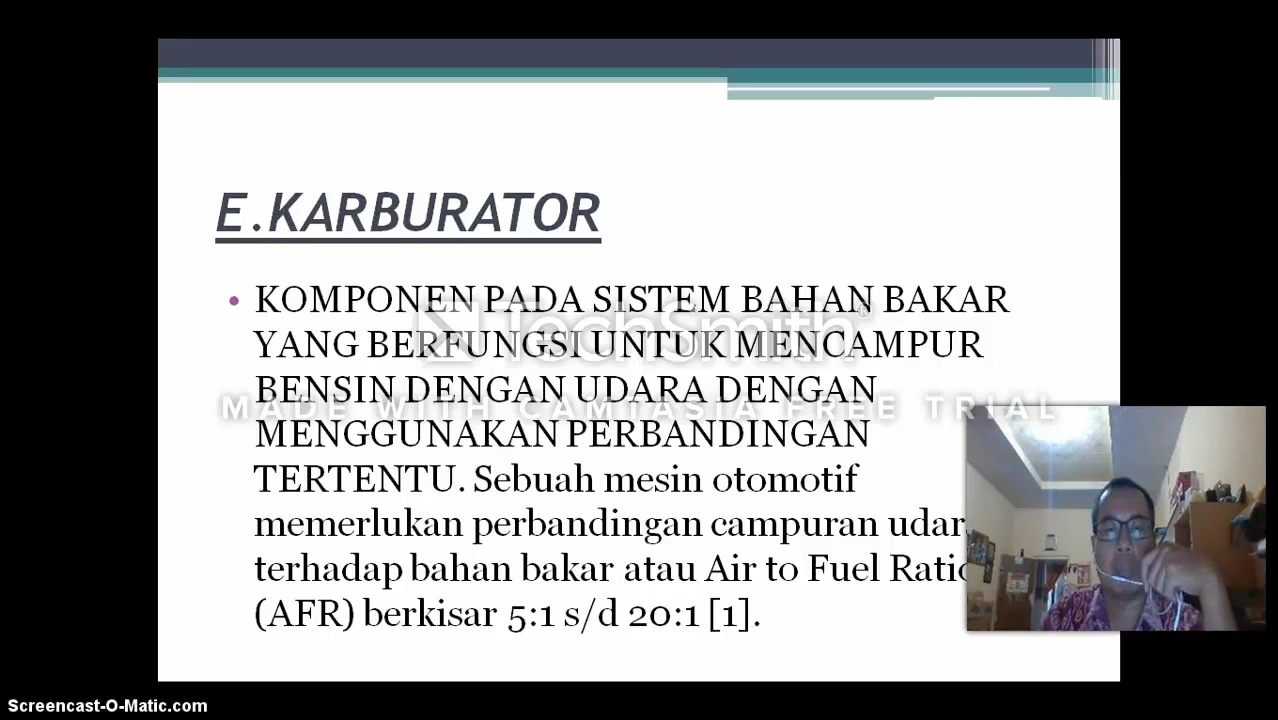 E.KARBURATOR
• KOMPONEN PADA SISTEM BAHAN BAKAR
YANG BERFUNGSI UNTUK MENCAMPUR
BENSIN DENGAN UDARA DENGAN
MENGGUNAKAN PERBANDINGAN
TERTENTU. Sebuah mesin otomotif
memerlukan perbandingan campuran udar
terhadap bahan bakar atau Air to Fuel Ratio
(AFR) berkisar 5:1 s/d 20:1 [1].
TechSmith®
MADE WITH CAMTASIA FREE TRIAL
Screencast-O-Matic.com